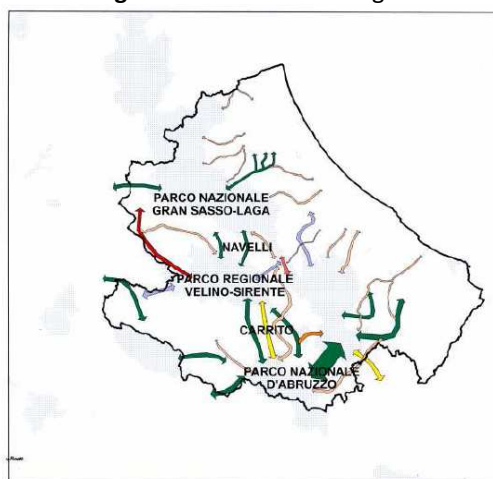 PARCO NAZIONALE
GRAN SASSO-LAGA
NAVELLI
PARCO REGIONALE
VELINO-SIRENTE
CARRITO
PARCO NAZIONALE
D'ABRUZZO